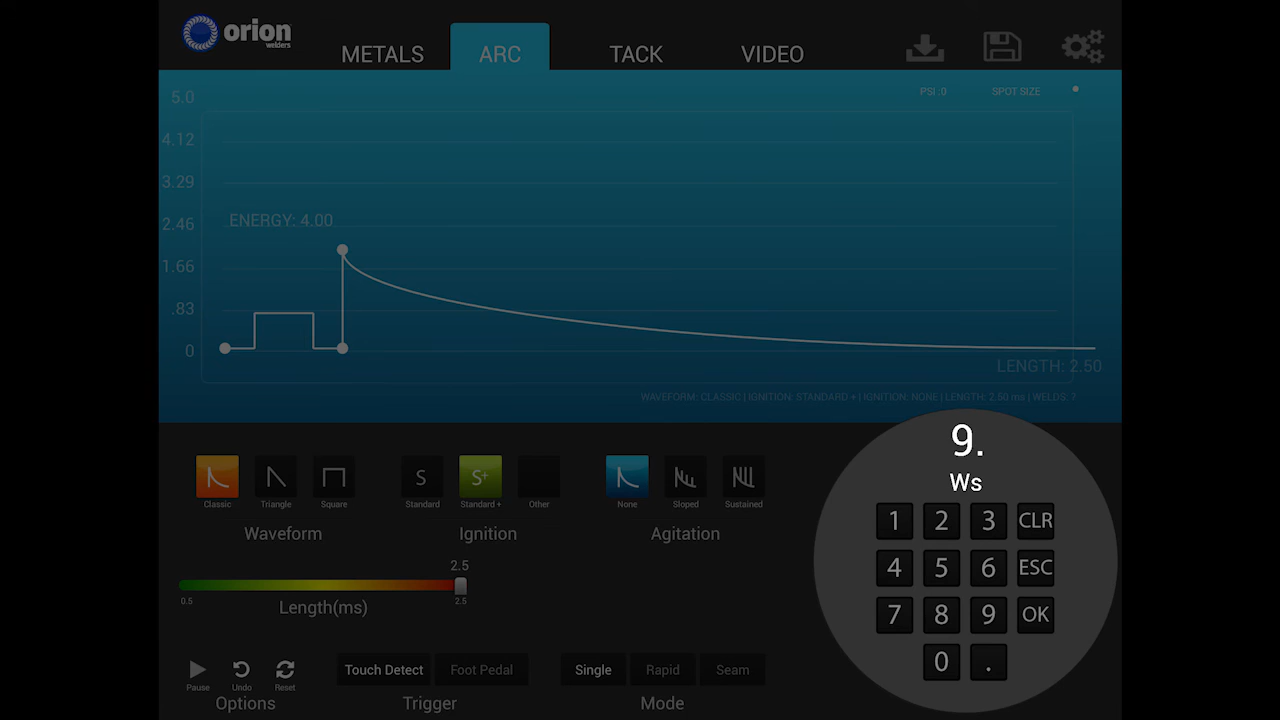 orion
welders
METALS
ARC
TACK
VIDEO
PSI :0
SPOT SIZE
5.0
4.12
3.29
2.46
1.66
.83
0
ENERGY: 4.00
LENGTH: 2.50
WAVEFORM: CLASSIC | IGNITION: STANDARD + | IGNITION: NONE | LENGTH: 2.50 ms | WELDS: 7
Classic
Triangle
Square
Waveform
S
Standard
S+
Standard +
Other
Ignition
None
Sloped
Sustained
Agitation
2.5
0.5
2.5
Length(ms)
Pause
Undo
Reset
Options
Touch Detect
Foot Pedal
Trigger
Single
Rapid
Seam
Mode
9.
Ws
1 2 3 CLR
4 5 6 ESC
7 8 9 OK
0 .